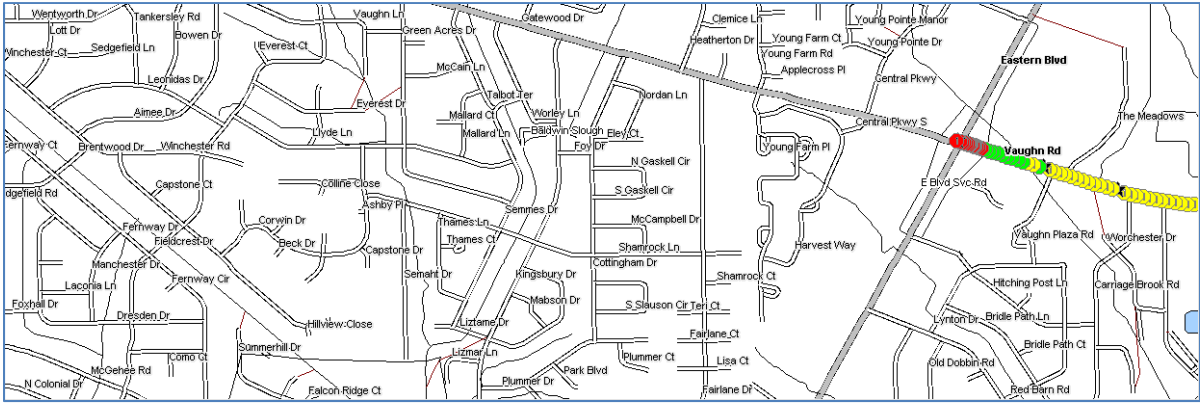 Wentworth Dr
Tankersley Rd
Vaughn Ln
Gatewood Dr
Clemice Ln
Young Pointe Manor
Lott Dr
Bowen Dr
Green Acres Dr
Heatherton Dr
Young Farm Ct
Young Pointe Dr
Winchester Ct
Sedgefield Ln
Everest Ct
Young Farm Rd
Eastern Blvd
McCain Ln
Applecross Pl
Leonidas Dr
Central Pkwy
Talbot Ter
Nordan Ln
Everest Dr
Aimee Dr
Mallard Ct
Worley Ln
Central Pkwy S
The Meadows
Llyde Ln
Mallard Ln
Baldwin Slough
Eley Ct
Fernway Ct
Brentwood Dr
Winchester Rd
Foy Dr
Young Farm Pl
Vaughn Rd
N Gaskell Cir
Capstone Ct
Colline Close
E Blvd Svc Rd
dgefield Rd
S Gaskell Cir
Ashby Pl
Semmes Dr
Corwin Dr
Thames Ln
McCampbell Dr
Fernway Dr
Vaughn Plaza Rd
Worchester Dr
Fieldcrest Dr
Beck Dr
Thames Ct
Shamrock Ln
Harvest Way
Capstone Dr
Manchester Dr
Cottingham Dr
Semaht Dr
Kingsbury Dr
Shamrock Ct
Fernway Cir
Hitching Post Ln
Carriage Brook Rd
Laconia Ln
Mabson Dr
Foxhall Dr
S Slauson Cir
Teri Ct
Dresden Dr
Hillview Close
Liztame Dr
Lynton Dr
Bridle Path Ln
Fairlane Ct
Summerhill Dr
Bridle Path Ct
Como Ct
Lizmar Ln
Plummer Ct
Lisa Ct
Old Dobbin Rd
McGehee Rd
Park Blvd
N Colonial Dr
Plummer Dr
Falcon Ridge Ct
Fairlane Dr
Red Barn Rd